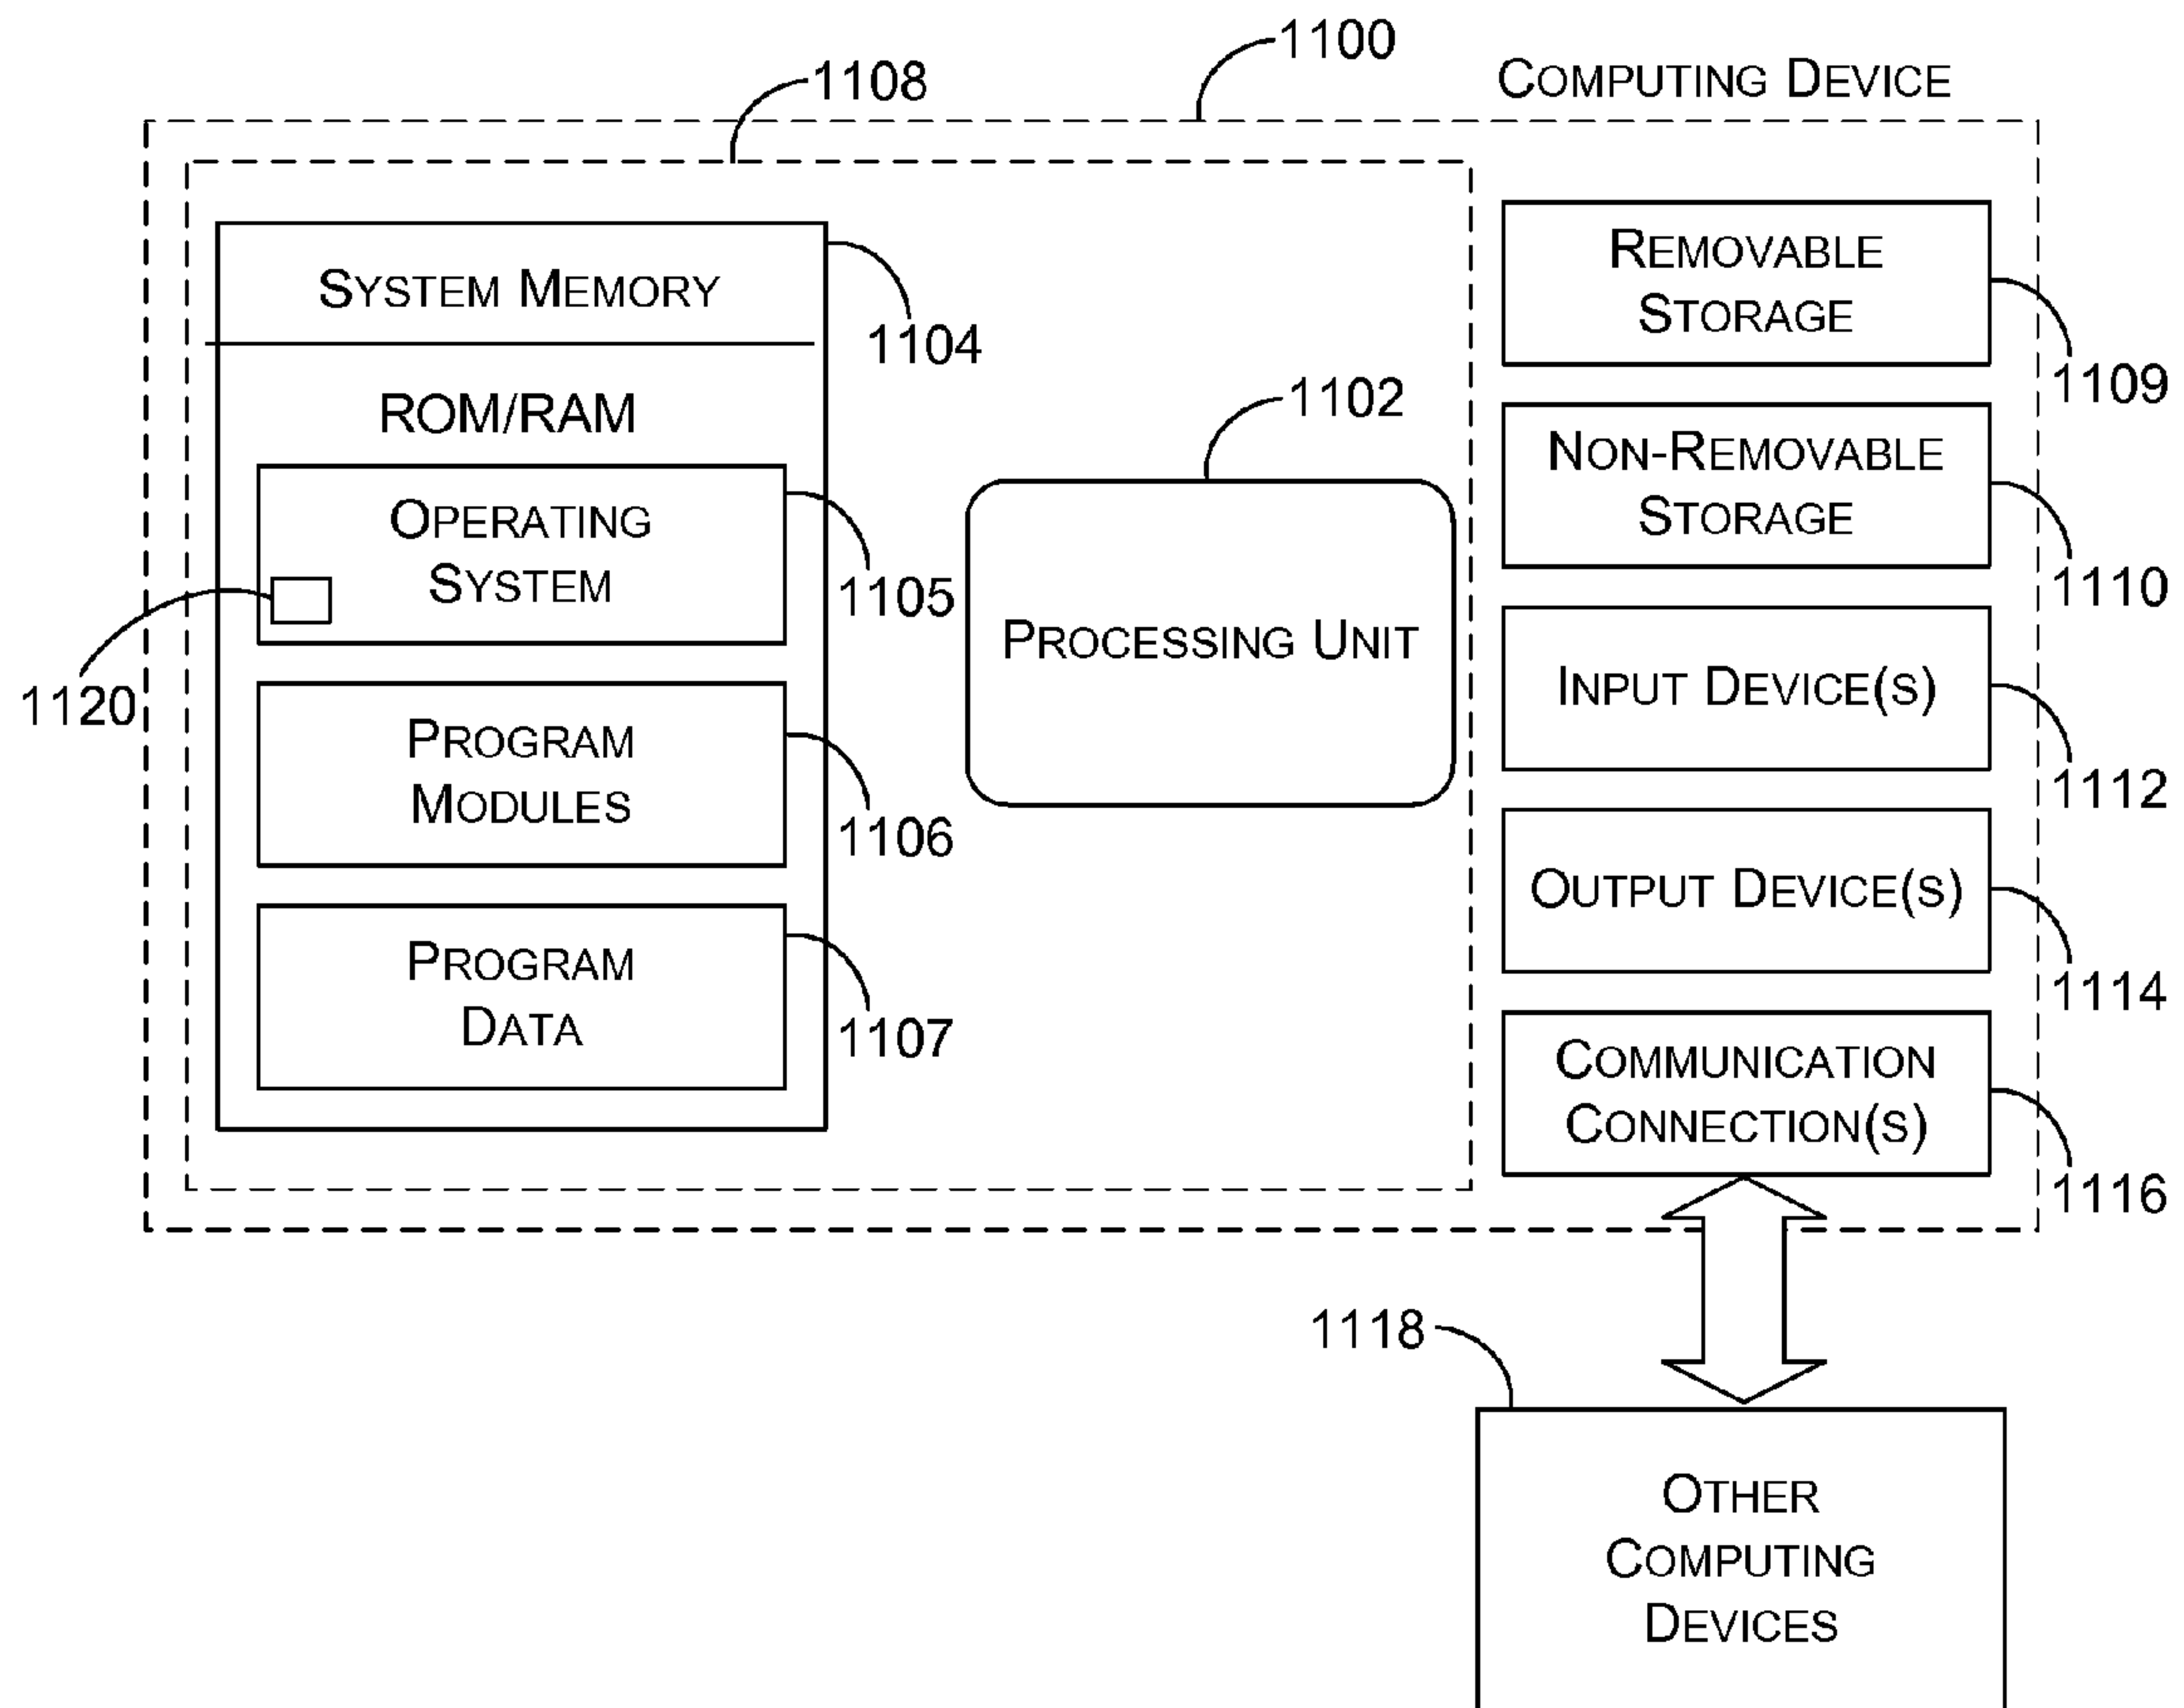 1100
COMPUTING DEVICE
1108
SYSTEM MEMORY
1104
ROM/RAM
OPERATING
SYSTEM
1105
1120
PROGRAM
MODULES
1106
PROGRAM
DATA
1107
1102
PROCESSING UNIT
REMOVABLE
STORAGE
1109
NON-REMOVABLE
STORAGE
1110
INPUT DEVICE(S)
1112
OUTPUT DEVICE(S)
1114
COMMUNICATION
CONNECTION(S)
1116
1118
OTHER
COMPUTING
DEVICES